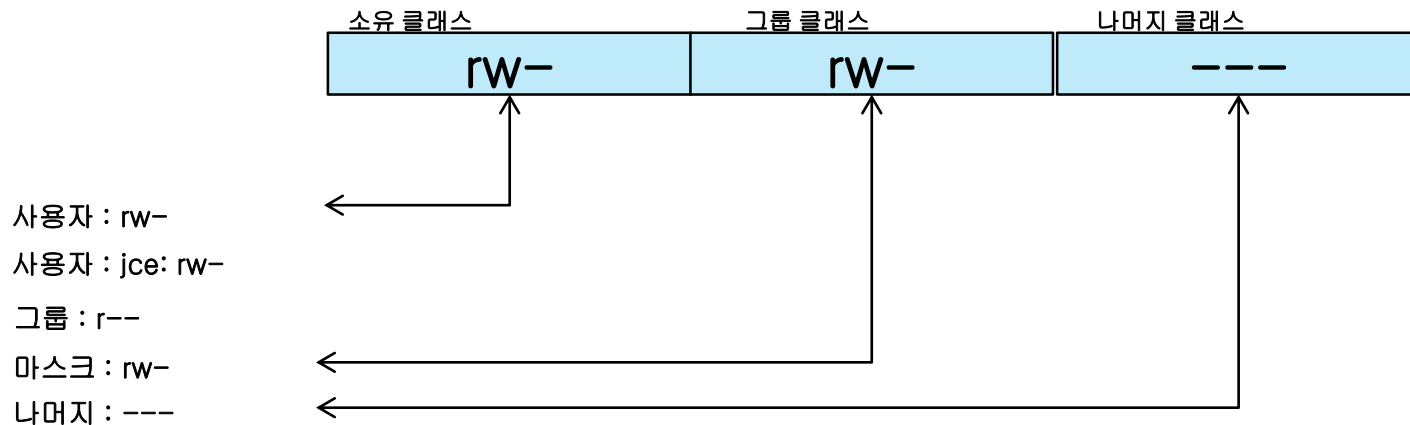 소유 클래스 그룹 클래스 나머지 클래스
rw- rw- ---
사용자 : rw-
사용자 : jce: rw-
그룹 : r--
마스크 : rw-
나머지 : ---